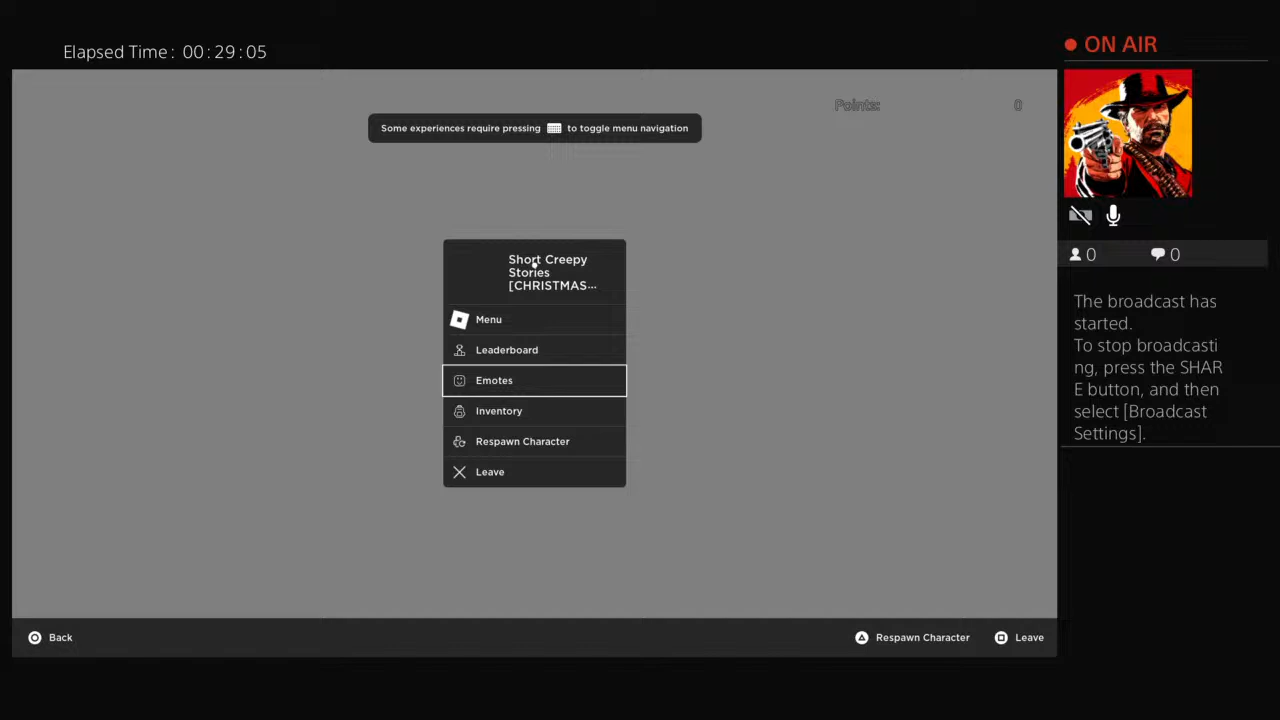 Elapsed Time: 00:29:05
ON AIR
Points: 0
Some experiences require pressing to toggle menu navigation
Short Creepy
Stories
[CHRISTMAS...
Menu
Leaderboard
Emotes
Inventory
Respawn Character
Leave
0 0
The broadcast has
started.
To stop broadcasti
ng, press the SHAR
E button, and then
select [Broadcast
Settings].
Back Respawn Character Leave